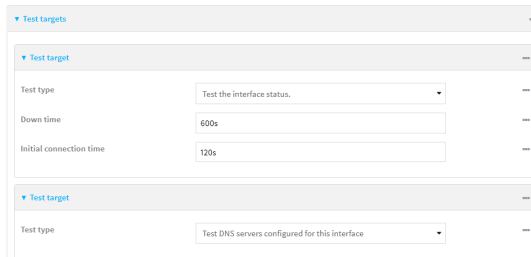 Test targets
Test target
Test type
Test the interface status.
Down time
600s
Initial connection time
120s
Test target
Test type
Test DNS servers configured for this interface